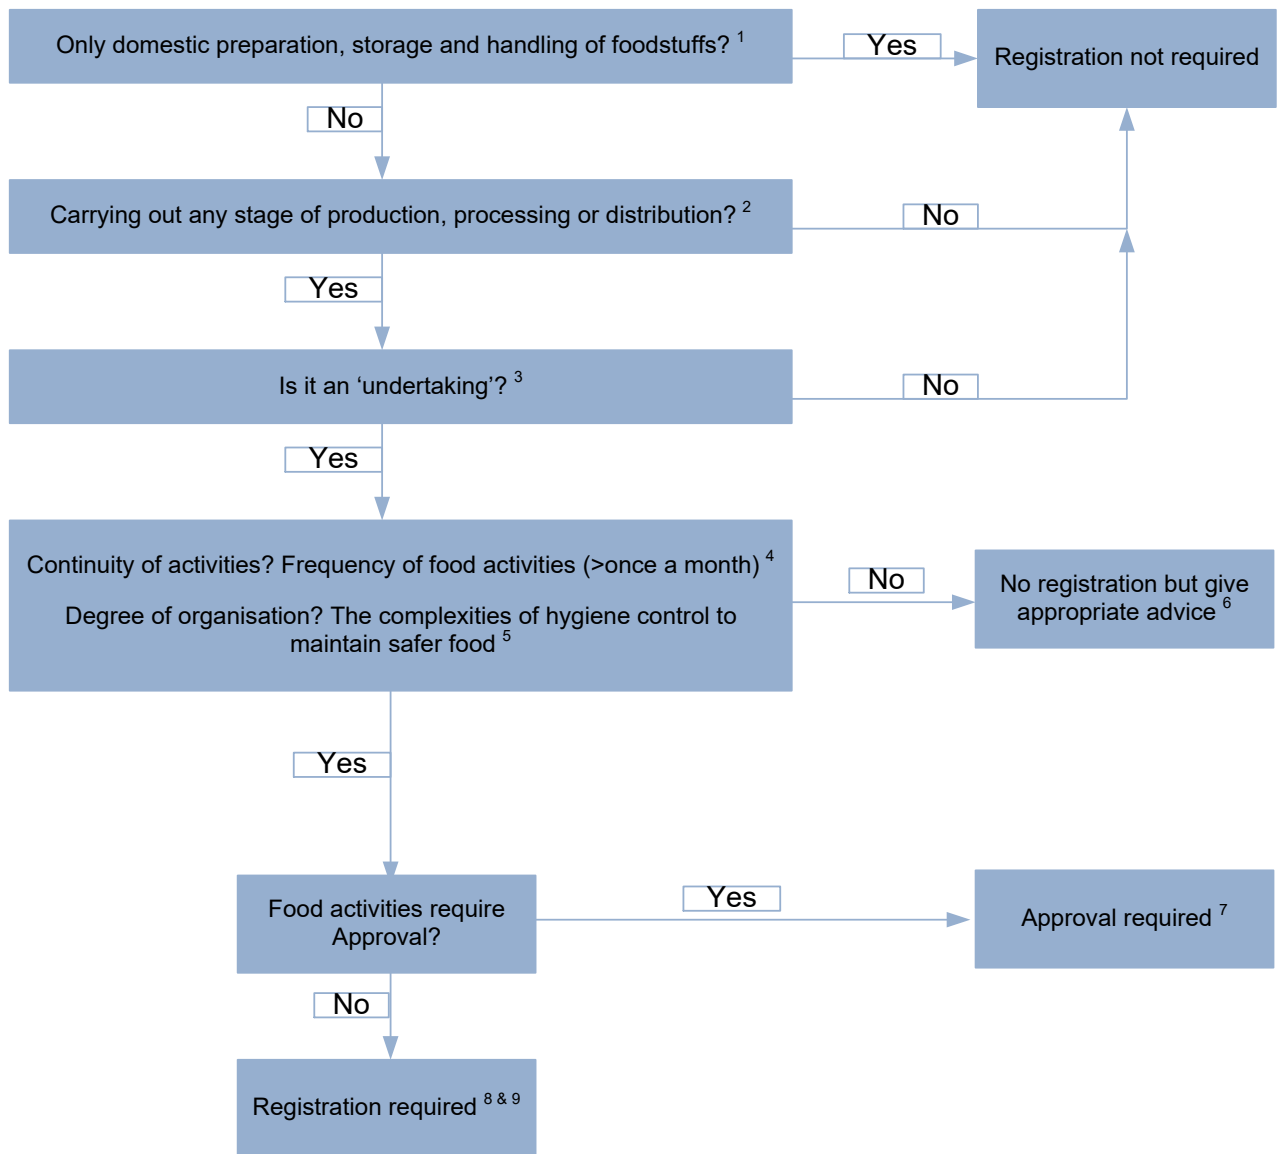 Only domestic preparation, storage and handling of foodstuffs? 1
Yes
Registration not required
No
Carrying out any stage of production, processing or distribution? 2
No
Yes
Is it an ‘undertaking’? 3
No
Yes
Continuity of activities? Frequency of food activities (>once a month) 4
Degree of organisation? The complexities of hygiene control to
maintain safer food 5
No
No registration but give
appropriate advice 6
Yes
Food activities require
Approval?
Yes
Approval required 7
No
Registration required 8 & 9